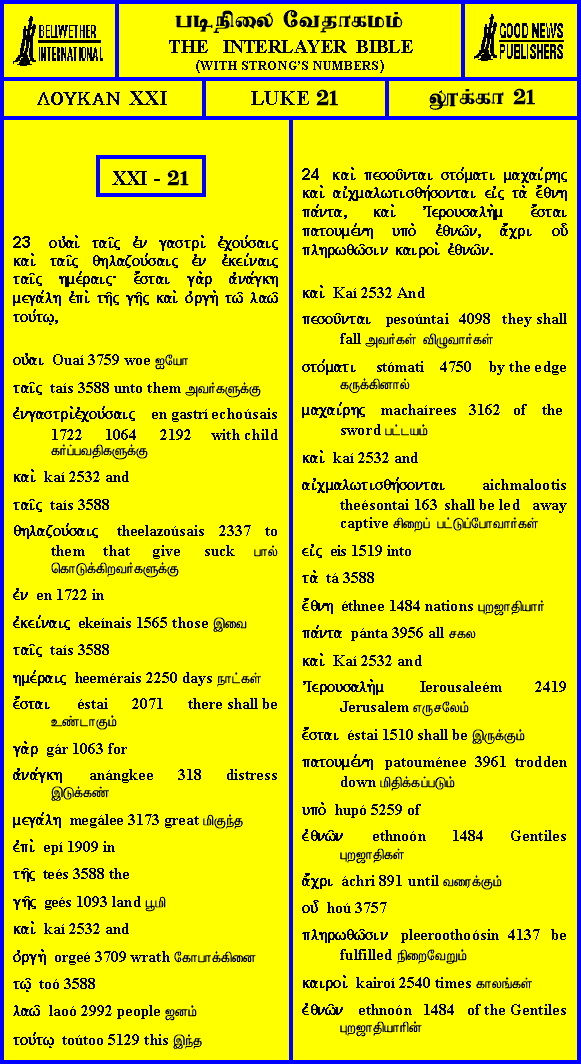 BELLWETHER
INTERNATIONAL
படிநிலை வேதாகமம்
THE INTERLAYER BIBLE
(WITH STRONG'S NUMBERS)
GOOD NEWS
PUBLISHERS
ΛΟΥΚΑΝ XXI
LUKE 21
லூக்கா 21
XXI - 21
23 οὐαὶ ταῖς ἐν γαστρὶ ἐχούσαις
καὶ ταῖς θηλαζούσαις ἐν ἐκείναις
ταῖς ημέραις· ἔσται γὰρ ἀνάγκη
μεγάλη ἐπὶ τῆς γῆς καὶ ὀργὴ τῶ λαῶ
τούτῳ,
οὐαι Ouaí 3759 woe ஐயோ
ταῖς taís 3588 unto them அவர்களுக்கு
ἐνγαστρὶἐχούσαις en gastrí echoúsais
1722 1064 2192 with child
கர்ப்பவதிகளுக்கு
καὶ kaí 2532 and
ταῖς taís 3588
θηλαζούσαις theelazoúsais 2337 to
them that give suck பால்
கொடுக்கிறவர்களுக்கு
ἐν en 1722 in
ἐκείναις ekeínais 1565 those இவை
ταῖς taís 3588
ημέραις heemérais 2250 days நாட்கள்
ἔσται éstai 2071 there shall be
உண்டாகும்
γὰρ gár 1063 for
ἀνάγκη anángkee 318 distress
இடுக்கண்
μεγάλη megálee 3173 great மிகுந்த
ἐπὶ epí 1909 in
τῆς teés 3588 the
γῆς geés 1093 land பூமி
καὶ kaí 2532 and
ὀργὴ orgeé 3709 wrath கோபாக்கினை
τῷ toó 3588
λαῶ laoó 2992 people ஜனம்
τούτῳ toútoo 5129 this இந்த
24 καὶ πεσοῦνται στόματι μαχαίρης
καὶ αἰχμαλωτισθήσονται εἰς τὰ ἔθνη
πάντα, καὶ Ἰερουσαλὴμ ἔσται
πατουμένη υπὸ ἐθνῶν, ἄχρι οὗ
πληρωθῶσιν καιροὶ ἐθνῶν.
καὶ Kaí 2532 And
πεσοῦνται pesoúntai 4098 they shall
fall அவர்கள் விழுவார்கள்
στόματι stómati 4750 by the edge
கருக்கினால்
μαχαίρης machaírees 3162 of the
sword பட்டயம்
καὶ kaí 2532 and
αἰχμαλωτισθήσονται aichmalootis
theésontai 163 shall be led away
captive சிறைப் பட்டுப்போவார்கள்
εἰς eis 1519 into
τὰ tá 3588
ἔθνη éthnee 1484 nations புறஜாதியார்
πάντα pánta 3956 all சகல
καὶ Kaí 2532 and
Ἰερουσαλὴμ Ierousaleém 2419
Jerusalem எருசலேம்
ἔσται éstai 1510 shall be இருக்கும்
πατουμένη patouménee 3961 trodden
down மிதிக்கப்படும்
υπὸ hupó 5259 of
ἐθνῶν ethnoón 1484 Gentiles
புறஜாதிகள்
ἄχρι áchri 891 until வரைக்கும்
οὗ hoú 3757
πληρωθῶσιν pleeroothoósin 4137 be
fulfilled நிறைவேறும்
καιροὶ kairoí 2540 times காலங்கள்
ἐθνῶν ethnoón 1484 of the Gentiles
புறஜாதியாரின்